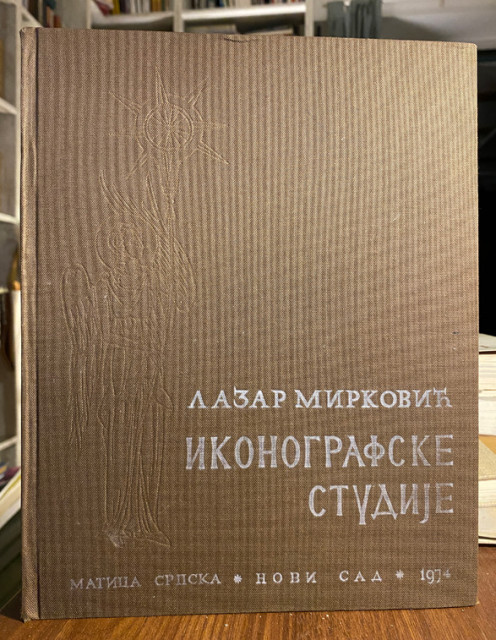 ЛАЗАР МИРКОВИЋ
ИКОНОГРАФСКЕ
СТУДИЈЕ
МАТИЦА СРПСКА * НОВИ САД * 1974